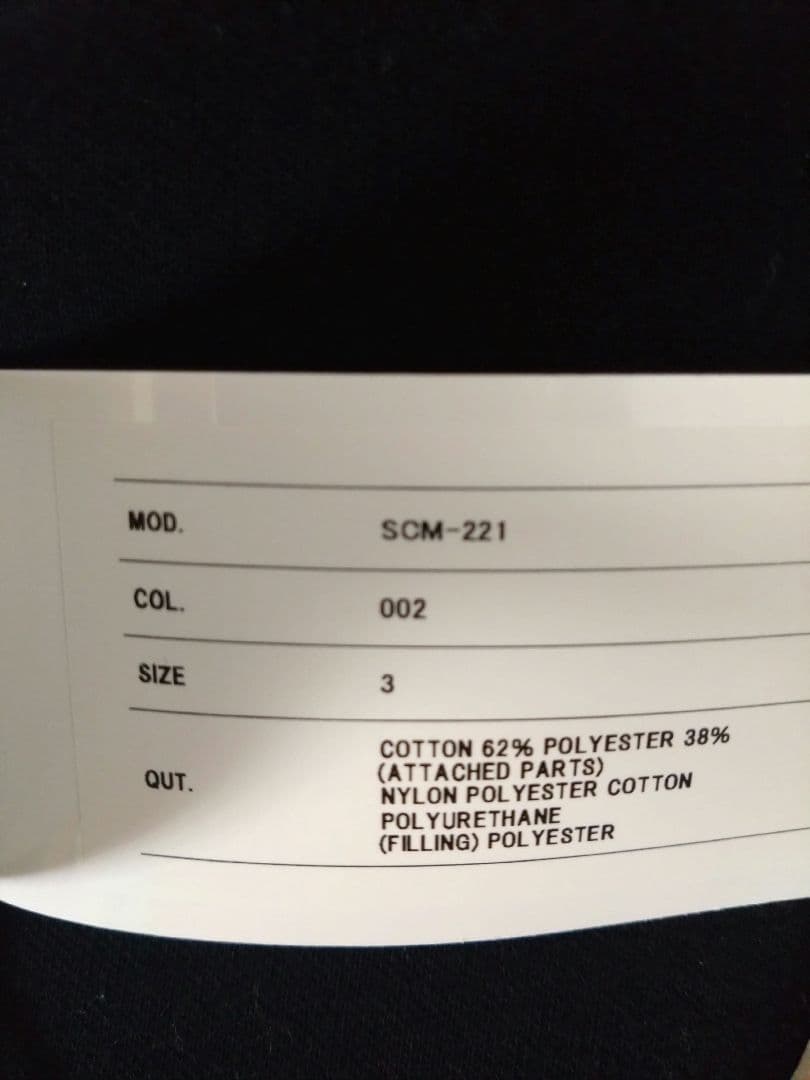 MOD. SCM-221
COL. 002
SIZE 3
QUT. COTTON 62% POLYESTER 38%
(ATTACHED PARTS)
NYLON POLYESTER COTTON
POLYURETHANE
(FILLING) POLYESTER